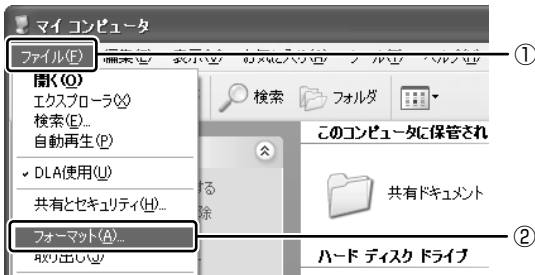 マイ コンピュータ
ファイル(F)
①
開く(O)
エクスプローラ(X)
検索(E)...
自動再生(P)
DLA使用(U)
共有とセキュリティ(H)...
フォーマット(A)...
②
検索
フォルダ
このコンピュータに保管され
共有ドキュメント
ハード ディスク ドライブ